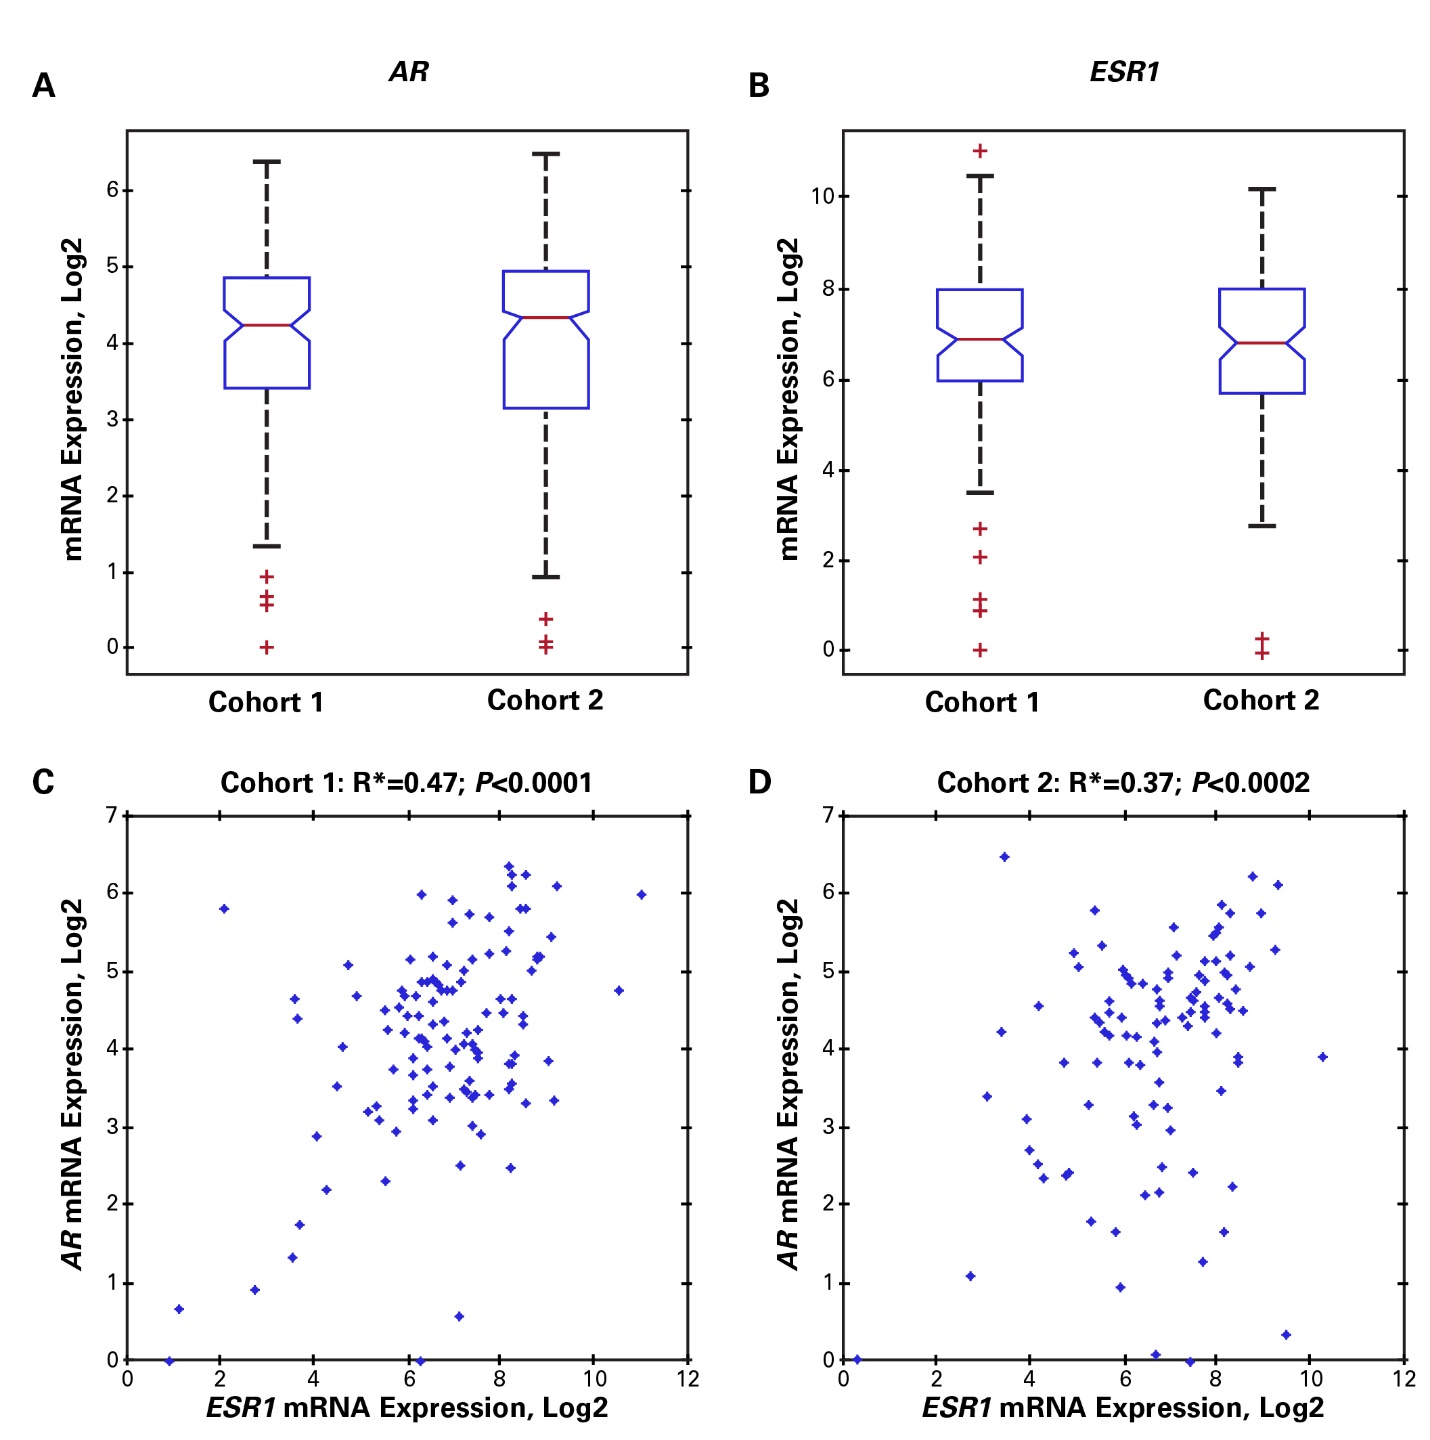 A
AR
mRNA Expression, Log2
6
5
4
3
2
1
0
Cohort 1
Cohort 2
B
ESR1
mRNA Expression, Log2
10
8
6
4
2
0
Cohort 1
Cohort 2
C
Cohort 1: R*=0.47; P<0.0001
AR mRNA Expression, Log2
7
6
5
4
3
2
1
0
0 2 4 6 8 10 12
ESR1 mRNA Expression, Log2
D
Cohort 2: R*=0.37; P<0.0002
AR mRNA Expression, Log2
7
6
5
4
3
2
1
0
0 2 4 6 8 10 12
ESR1 mRNA Expression, Log2